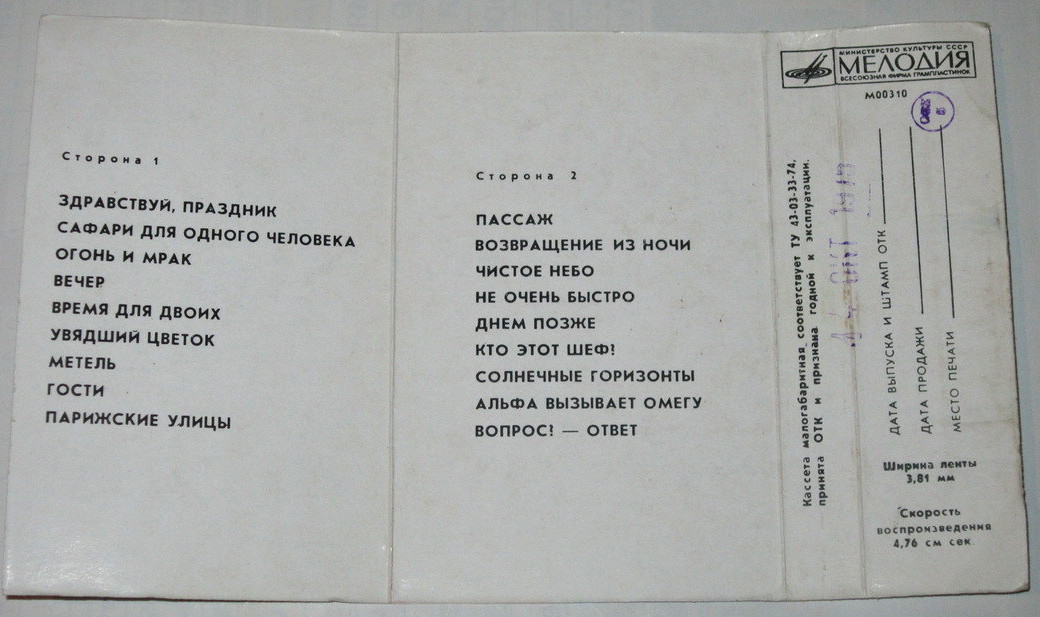 Сторона 1
ЗДРАВСТВУЙ, ПРАЗДНИК
САФАРИ ДЛЯ ОДНОГО ЧЕЛОВЕКА
ОГОНЬ И МРАК
ВЕЧЕР
ВРЕМЯ ДЛЯ ДВОИХ
УВЯДШИЙ ЦВЕТОК
МЕТЕЛЬ
ГОСТИ
ПАРИЖСКИЕ УЛИЦЫ
Сторона 2
ПАССАЖ
ВОЗВРАЩЕНИЕ ИЗ НОЧИ
ЧИСТОЕ НЕБО
НЕ ОЧЕНЬ БЫСТРО
ДНЕМ ПОЗЖЕ
КТО ЭТОТ ШЕФ!
СОЛНЕЧНЫЕ ГОРИЗОНТЫ
АЛЬФА ВЫЗЫВАЕТ ОМЕГУ
ВОПРОС! — ОТВЕТ
Кассета малогабаритная соответствует ТУ 43-03-33-74,
принята ОТК и признана годной к эксплуатации.
МИНИСТЕРСТВО КУЛЬТУРЫ СССР
МЕЛОДИЯ
ВСЕСОЮЗНАЯ ФИРМА ГРАМПЛАСТИНОК
М00310
ДАТА ВЫПУСКА И ШТАМП ОТК
ДАТА ПРОДАЖИ
МЕСТО ПЕЧАТИ
Ширина ленты
3,81 мм
Скорость
воспроизведения
4,76 см сек.